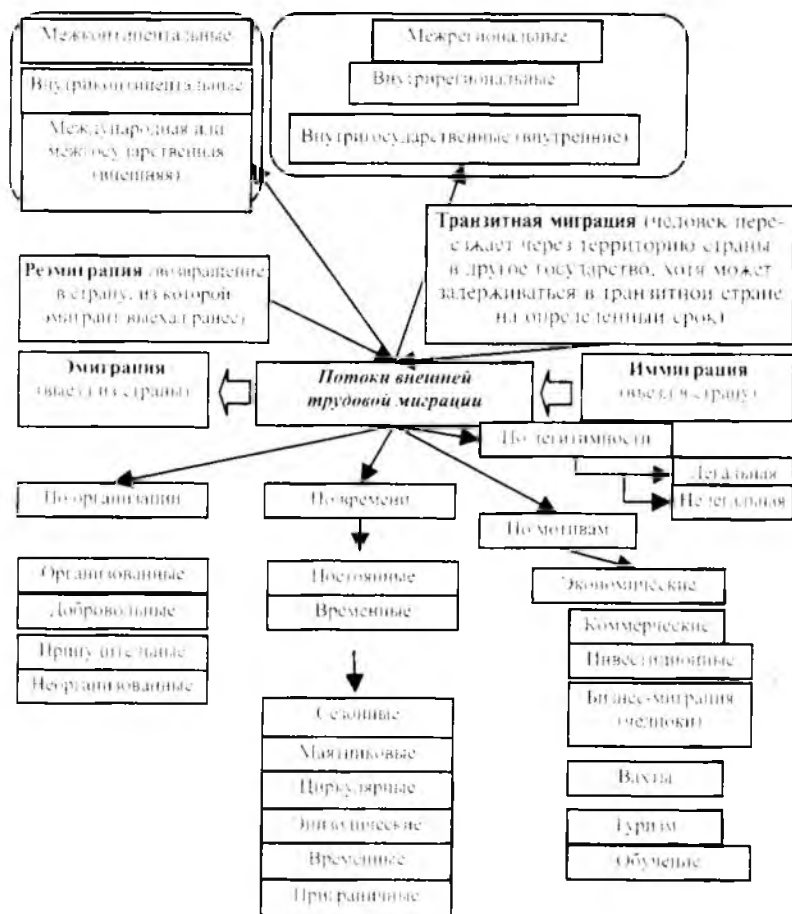 Межконтинентальные
Внутриконтинентальные
Международная или
межгосударственная
(внешняя)
Межрегиональные
Внутрирегиональные
Внутригосударственные (внутренние)
Реэмиграция (возвращение
в страну, из которой
эмигрант выехал ранее)
Транзитная миграция (человек пере-
езжает через территорию страны
в другое государство, хотя может
задерживаться в транзитной стране
на определенный срок)
Эмиграция
(выезд из страны)
Потоки внешней
трудовой миграции
Иммиграция
(въезд в страну)
По легитимности
Легальная
Нелегальная
По организации
Организованные
Добровольные
Принудительные
Неорганизованные
По времени
Постоянные
Временные
Сезонные
Маятниковые
Циркулярные
Эпизодические
Временные
Приграничные
По мотивам
Экономические
Коммерческие
Инвестиционные
Бизнес-миграция
(челноки)
Вахты
Туризм
Обучение